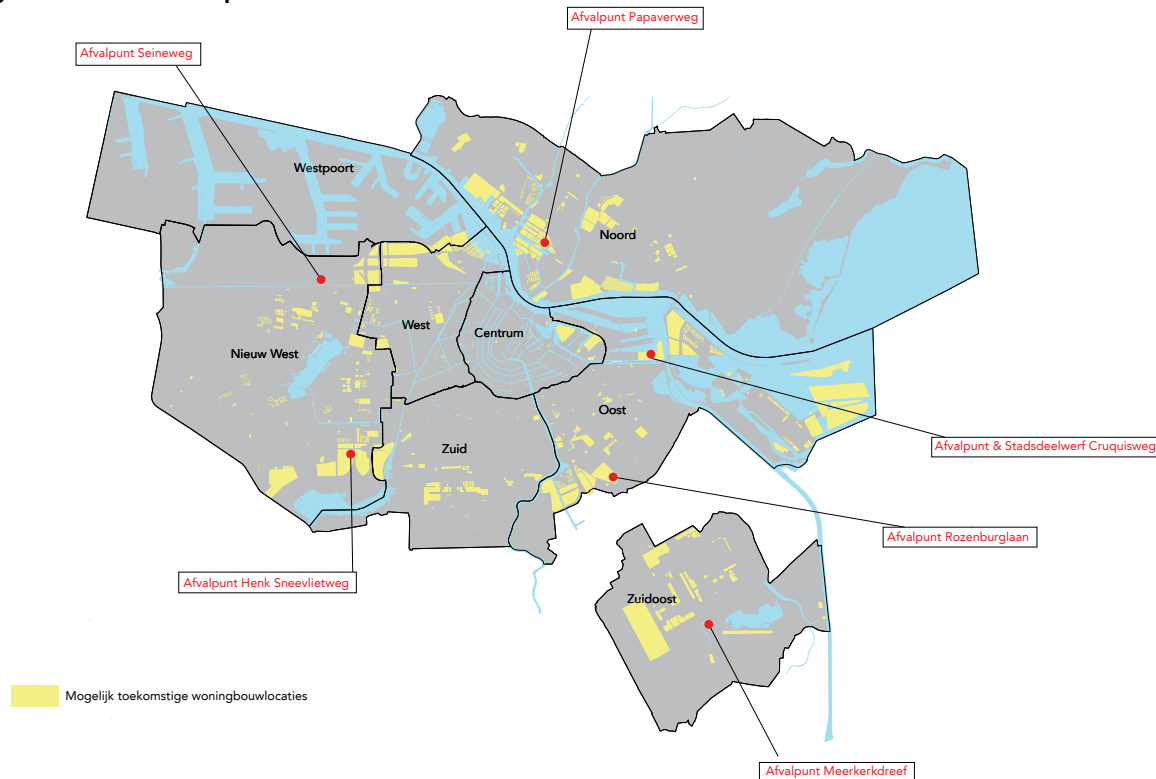 Afvalpunt Papaverweg
Afvalpunt Seineweg
Westpoort
Noord
West
Centrum
Nieuw West
Oost
Zuid
Afvalpunt & Stadsdeelwerf Cruquisweg
Afvalpunt Rozenburglaan
Afvalpunt Henk Sneevlietweg
Zuidoost
Mogelijk toekomstige woningbouwlocaties
Afvalpunt Meerkerkdreef